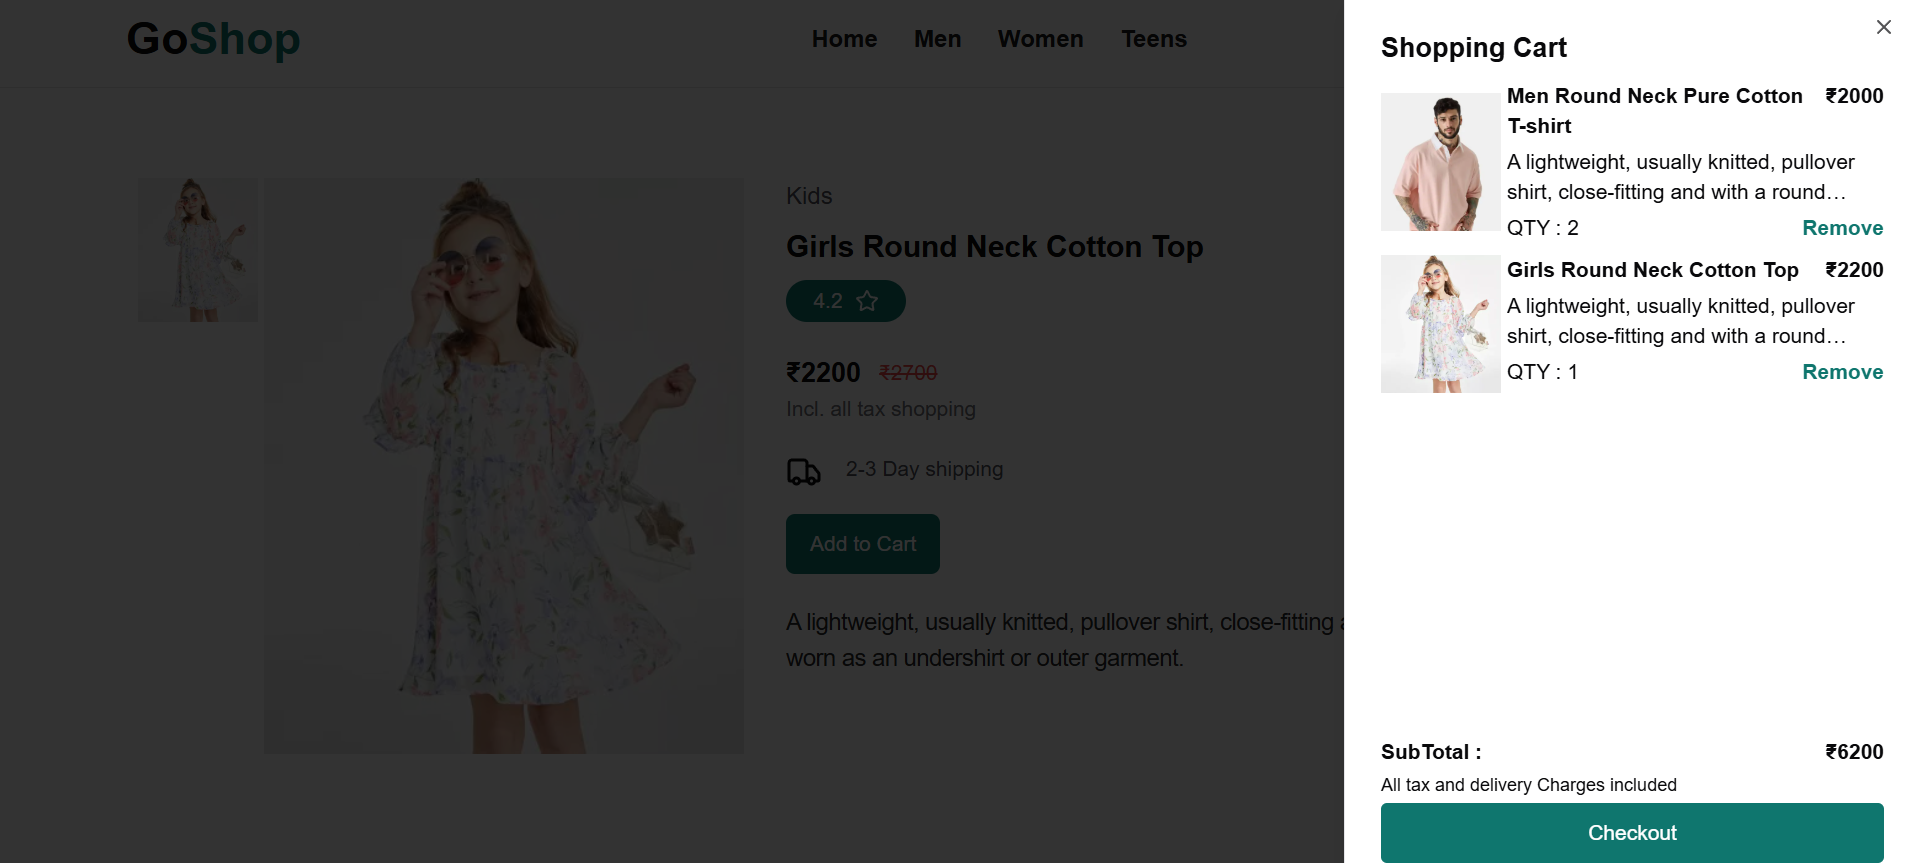 GoShop
Home Men Women Teens
Kids
Girls Round Neck Cotton Top
4.2
₹2200 ₹2700
Incl. all tax shopping
2-3 Day shipping
Add to Cart
A lightweight, usually knitted, pullover shirt, close-fitting
worn as an undershirt or outer garment.
Shopping Cart
Men Round Neck Pure Cotton ₹2000
T-shirt
A lightweight, usually knitted, pullover
shirt, close-fitting and with a round…
QTY : 2 Remove
Girls Round Neck Cotton Top ₹2200
A lightweight, usually knitted, pullover
shirt, close-fitting and with a round…
QTY : 1 Remove
SubTotal : ₹6200
All tax and delivery Charges included
Checkout